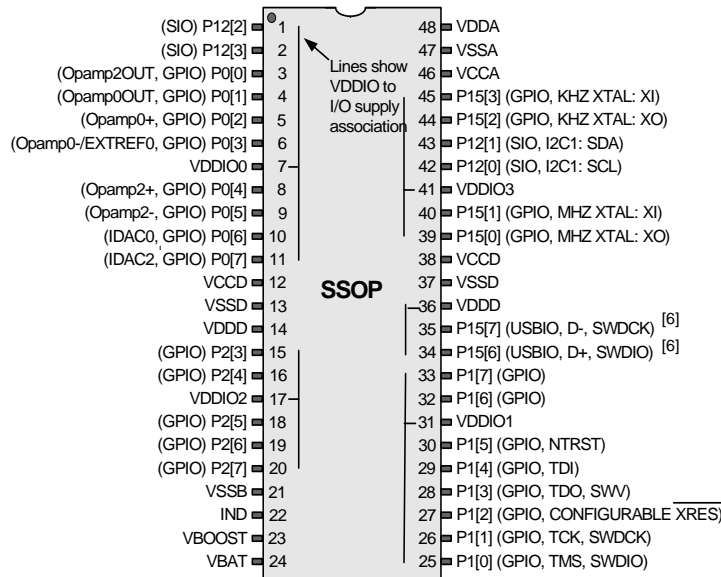 (SIO) P12[2] 1 48 VDDA
(SIO) P12[3] 2 47 VSSA
(Opamp2OUT, GPIO) P0[0] 3 46 VCCA
(Opamp0OUT, GPIO) P0[1] 4 45 P15[3] (GPIO, KHZ XTAL: XI)
(Opamp0+, GPIO) P0[2] 5 44 P15[2] (GPIO, KHZ XTAL: XO)
(Opamp0-/EXTREF0, GPIO) P0[3] 6 43 P12[1] (SIO, I2C1: SDA)
VDDIO0 7 42 P12[0] (SIO, I2C1: SCL)
(Opamp2+, GPIO) P0[4] 8 41 VDDIO3
(Opamp2-, GPIO) P0[5] 9 40 P15[1] (GPIO, MHZ XTAL: XI)
(IDAC0, GPIO) P0[6] 10 39 P15[0] (GPIO, MHZ XTAL: XO)
(IDAC2, GPIO) P0[7] 11 38 VCCD
VCCD 12 37 VSSD
VSSD 13 36 VDDD
VDDD 14 35 P15[7] (USBIO, D-, SWDCK) [6]
(GPIO) P2[3] 15 34 P15[6] (USBIO, D+, SWDIO) [6]
(GPIO) P2[4] 16 33 P1[7] (GPIO)
VDDIO2 17 32 P1[6] (GPIO)
(GPIO) P2[5] 18 31 VDDIO1
(GPIO) P2[6] 19 30 P1[5] (GPIO, NTRST)
(GPIO) P2[7] 20 29 P1[4] (GPIO, TDI)
VSSB 21 28 P1[3] (GPIO, TDO, SWV)
IND 22 27 P1[2] (GPIO, CONFIGURABLE XRES)
VBOOST 23 26 P1[1] (GPIO, TCK, SWDCK)
VBAT 24 25 P1[0] (GPIO, TMS, SWDIO)
Lines show
VDDIO to
I/O supply
association
SSOP